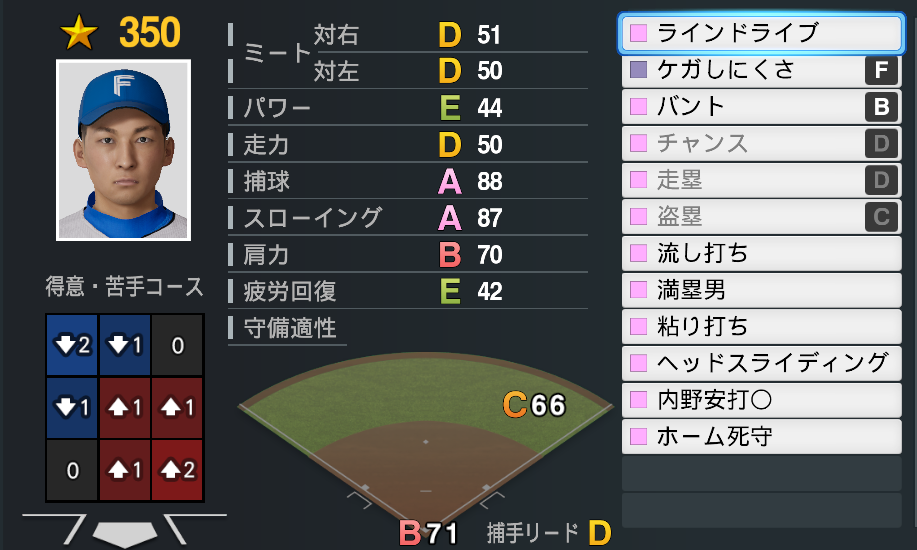 350
F
得意・苦手コース
2 1 0
1 1 1
0 1 2
ミート
対右 D 51
対左 D 50
パワー E 44
走力 D 50
捕球 A 88
スローイング A 87
肩力 B 70
疲労回復 E 42
守備適性
C 66
B 71
捕手リード D
ラインドライブ
ケガしにくさ F
バント B
チャンス D
走塁 D
盗塁 C
流し打ち
満塁男
粘り打ち
ヘッドスライディング
内野安打〇
ホーム死守